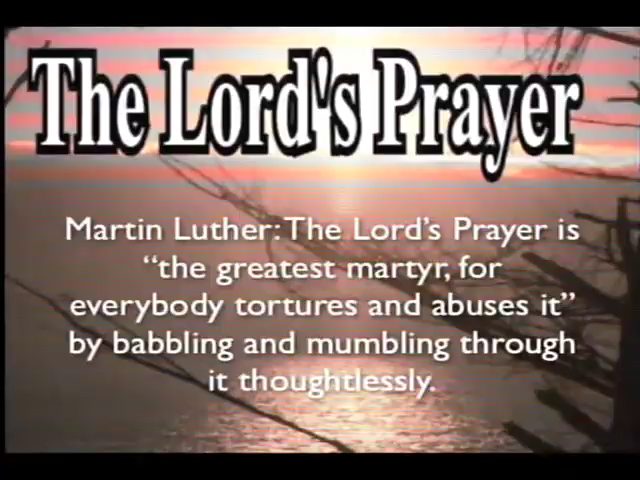 The Lord's Prayer
Martin Luther: The Lord’s Prayer is
“the greatest martyr, for
everybody tortures and abuses it”
by babbling and mumbling through
it thoughtlessly.